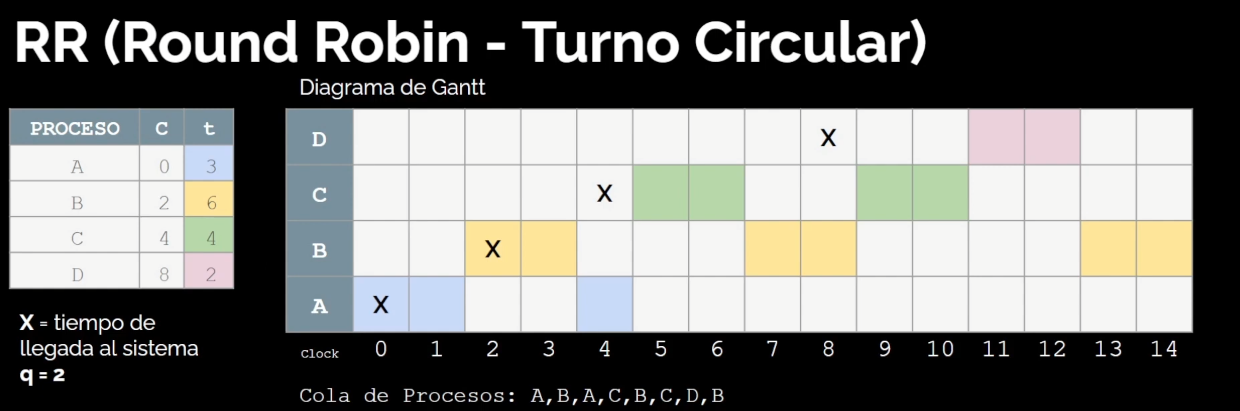 RR (Round Robin - Turno Circular)
Diagrama de Gantt
PROCESO C t
A 0 3
B 2 6
C 4 4
D 8 2
X = tiempo de
llegada al sistema
q = 2
D X
C X
B X
A X
Clock 0 1 2 3 4 5 6 7 8 9 10 11 12 13 14
Cola de Procesos: A,B,A,C,B,C,D,B